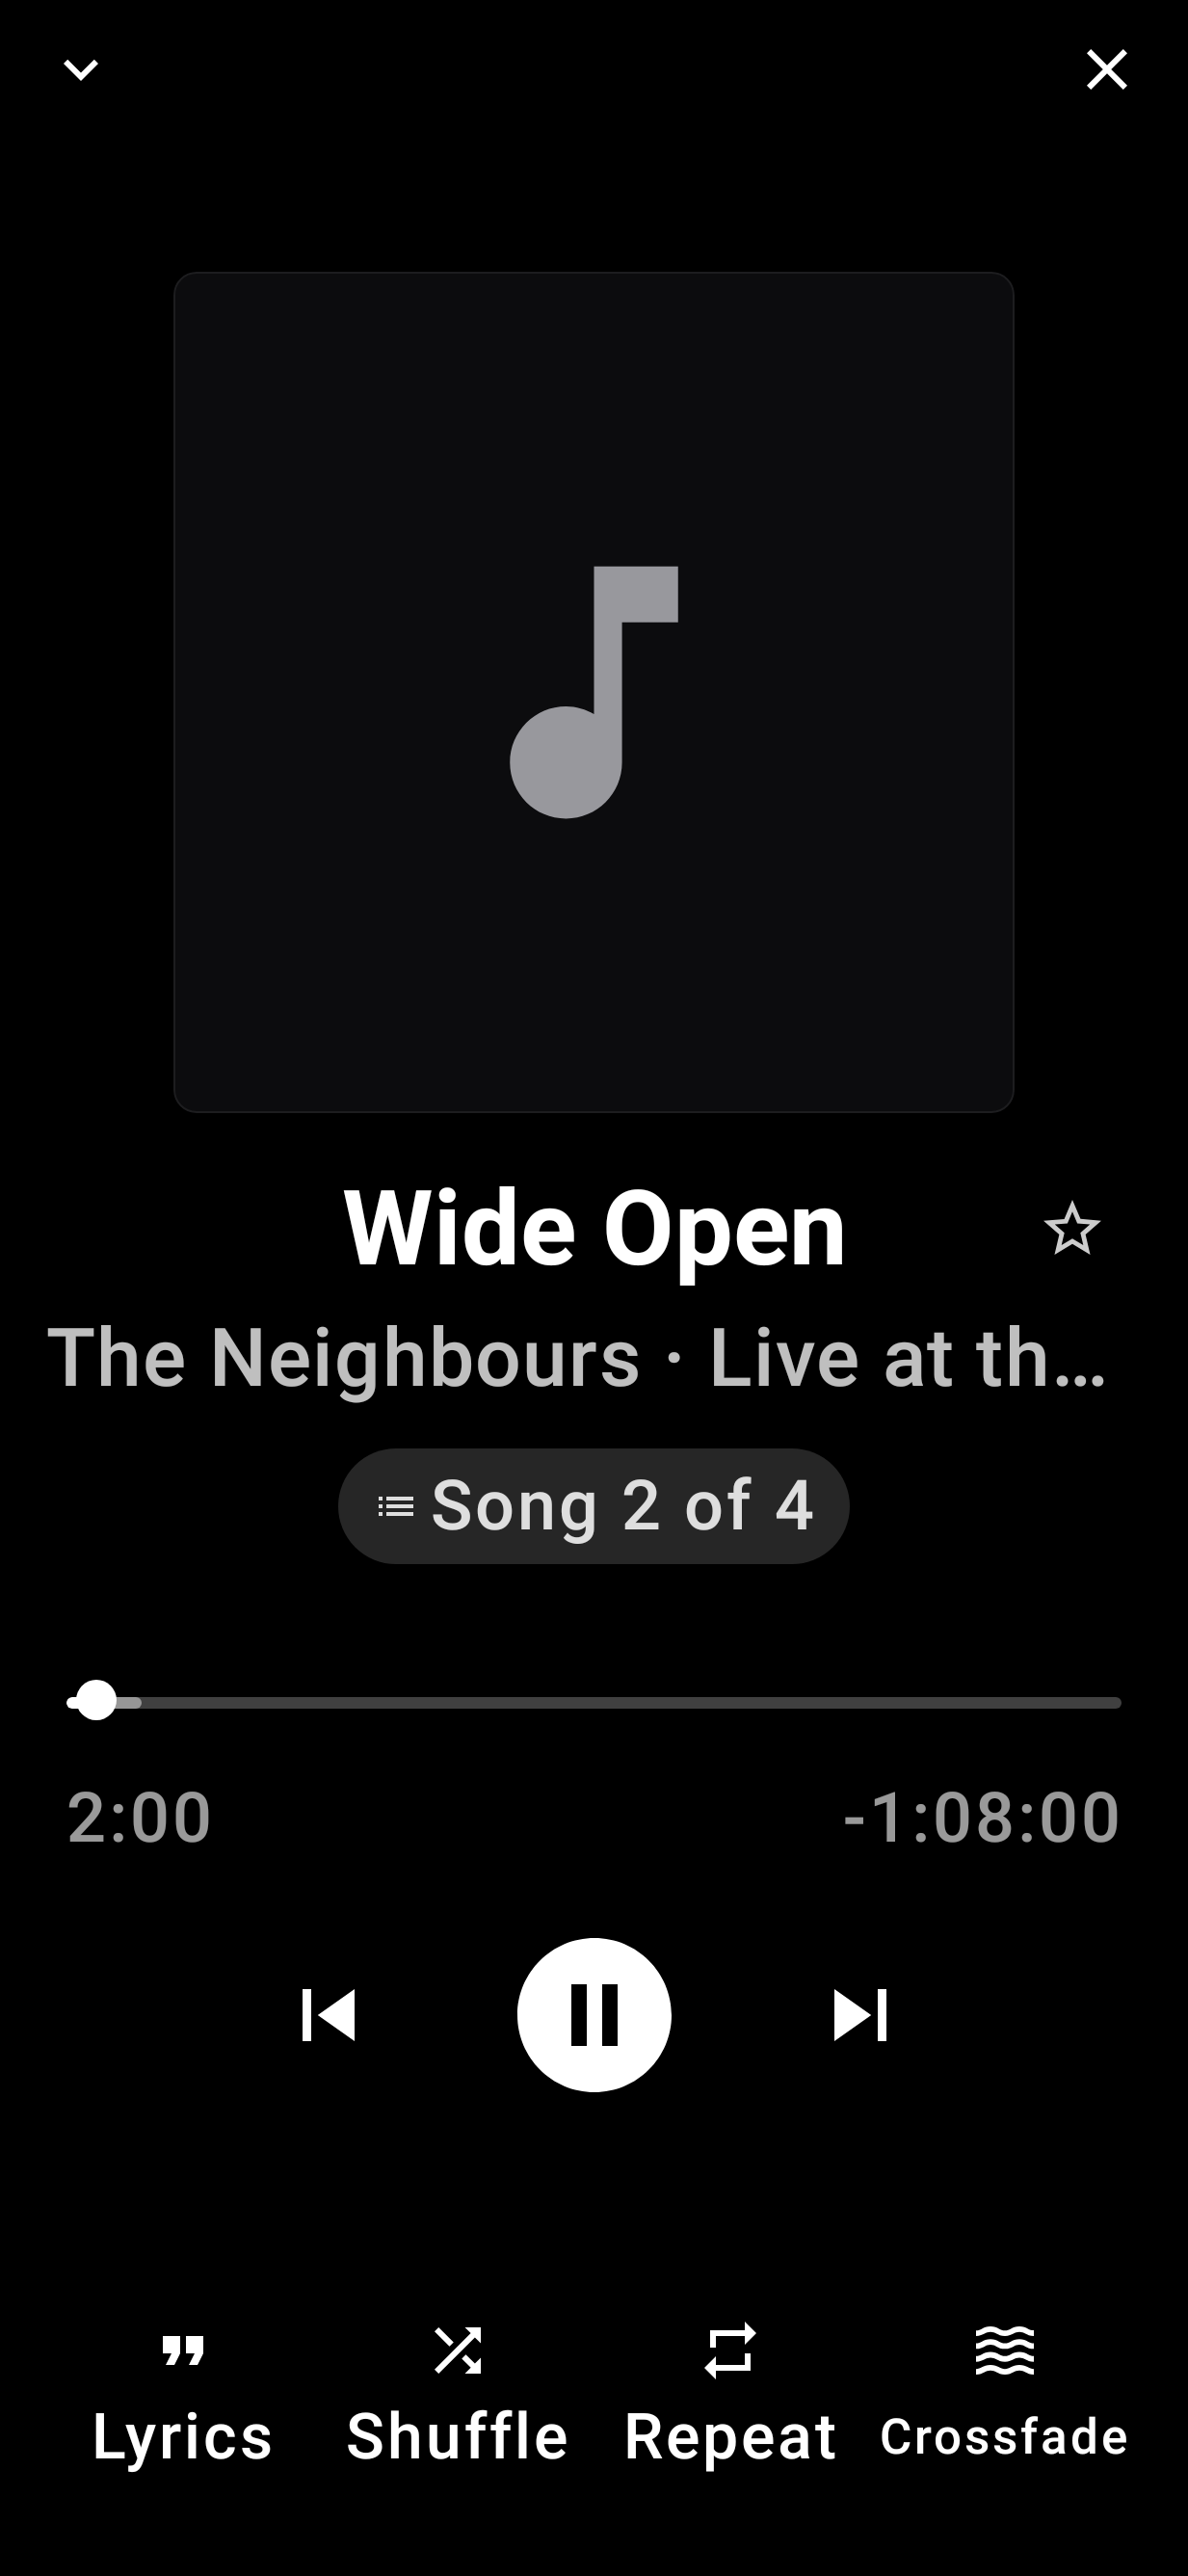 Wide Open
The Neighbours · Live at th…
Song 2 of 4
2:00
-1:08:00
Lyrics
Shuffle
Repeat
Crossfade